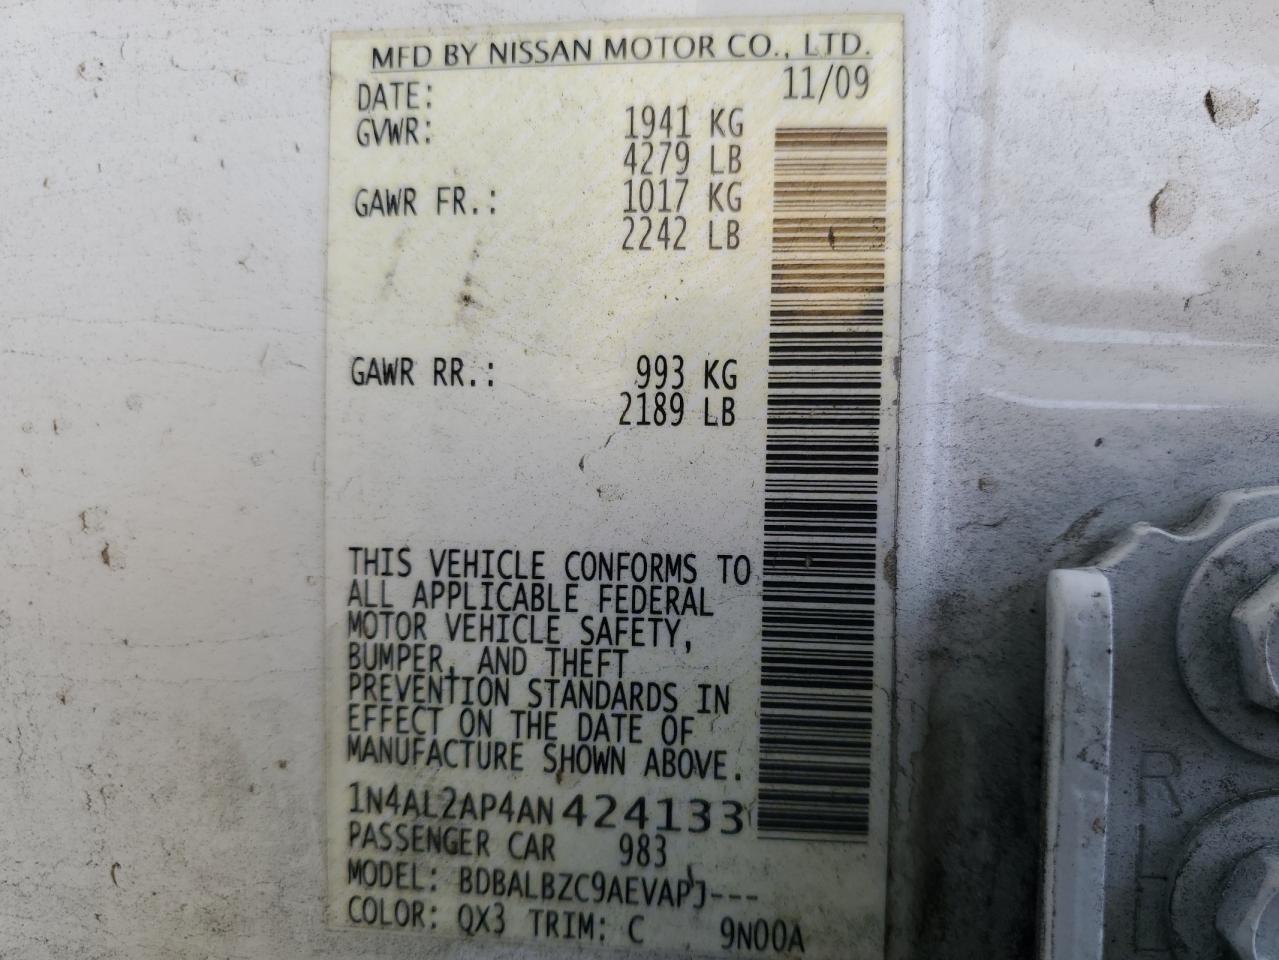 MFD BY NISSAN MOTOR CO., LTD.
DATE: 11/09
GVWR: 1941 KG
4279 LB
GAWR FR.: 1017 KG
2242 LB
GAWR RR.: 993 KG
2189 LB
THIS VEHICLE CONFORMS TO
ALL APPLICABLE FEDERAL
MOTOR VEHICLE SAFETY,
BUMPER, AND THEFT
PREVENTION STANDARDS IN
EFFECT ON THE DATE OF
MANUFACTURE SHOWN ABOVE.
1N4AL2AP4AN424133
PASSENGER CAR 983
MODEL: BDBALBZC9AEVAPJ---
COLOR: QX3 TRIM: C 9N00A
R
L